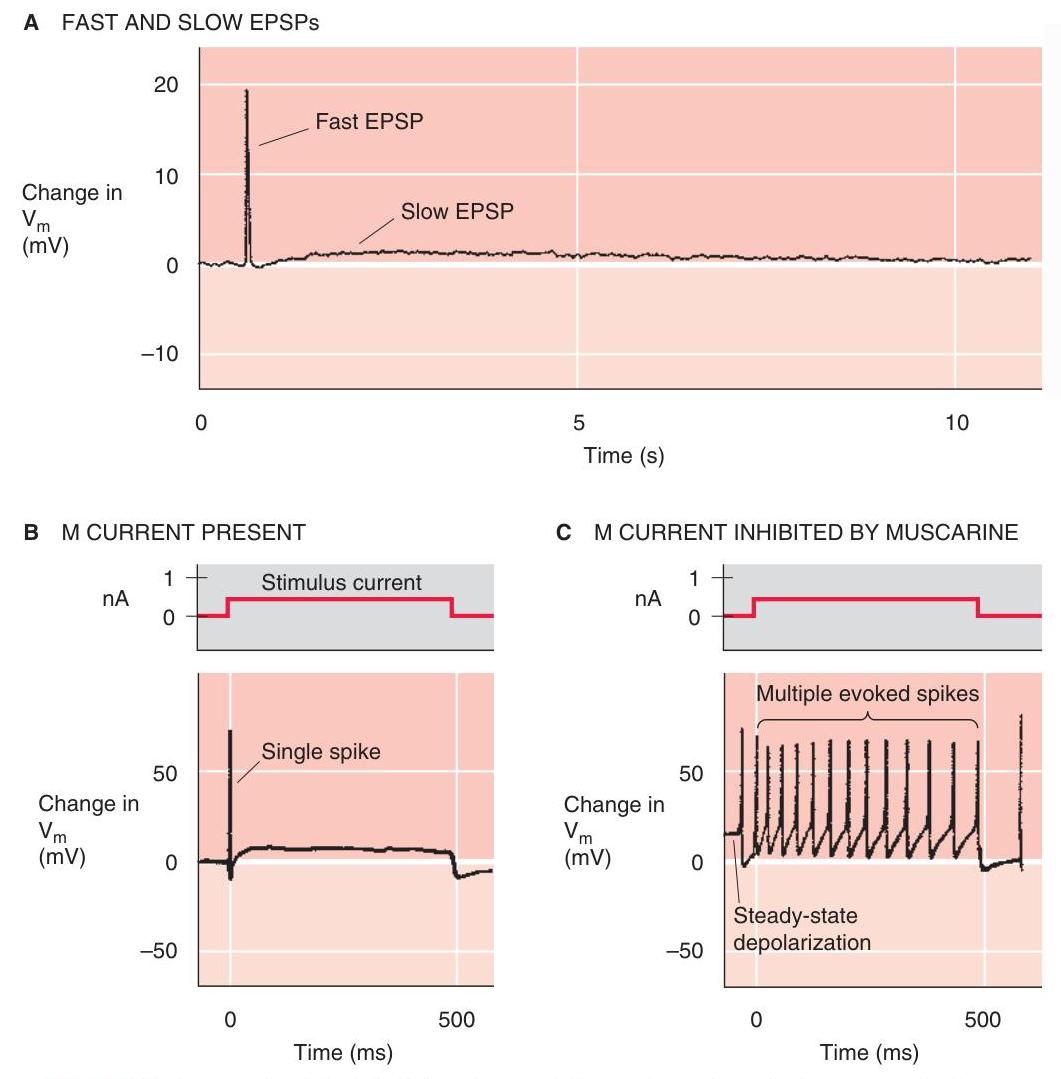 A FAST AND SLOW EPSPs
20
Fast EPSP
10
Change in
Vm
(mV)
Slow EPSP
0
–10
0 5 10
Time (s)
B M CURRENT PRESENT
1
Stimulus current
nA
0
Single spike
50
Change in
Vm
(mV)
0
–50
0 500
Time (ms)
C M CURRENT INHIBITED BY MUSCARINE
1
nA
0
Multiple evoked spikes
50
Change in
Vm
(mV)
0
Steady-state
depolarization
–50
0 500
Time (ms)